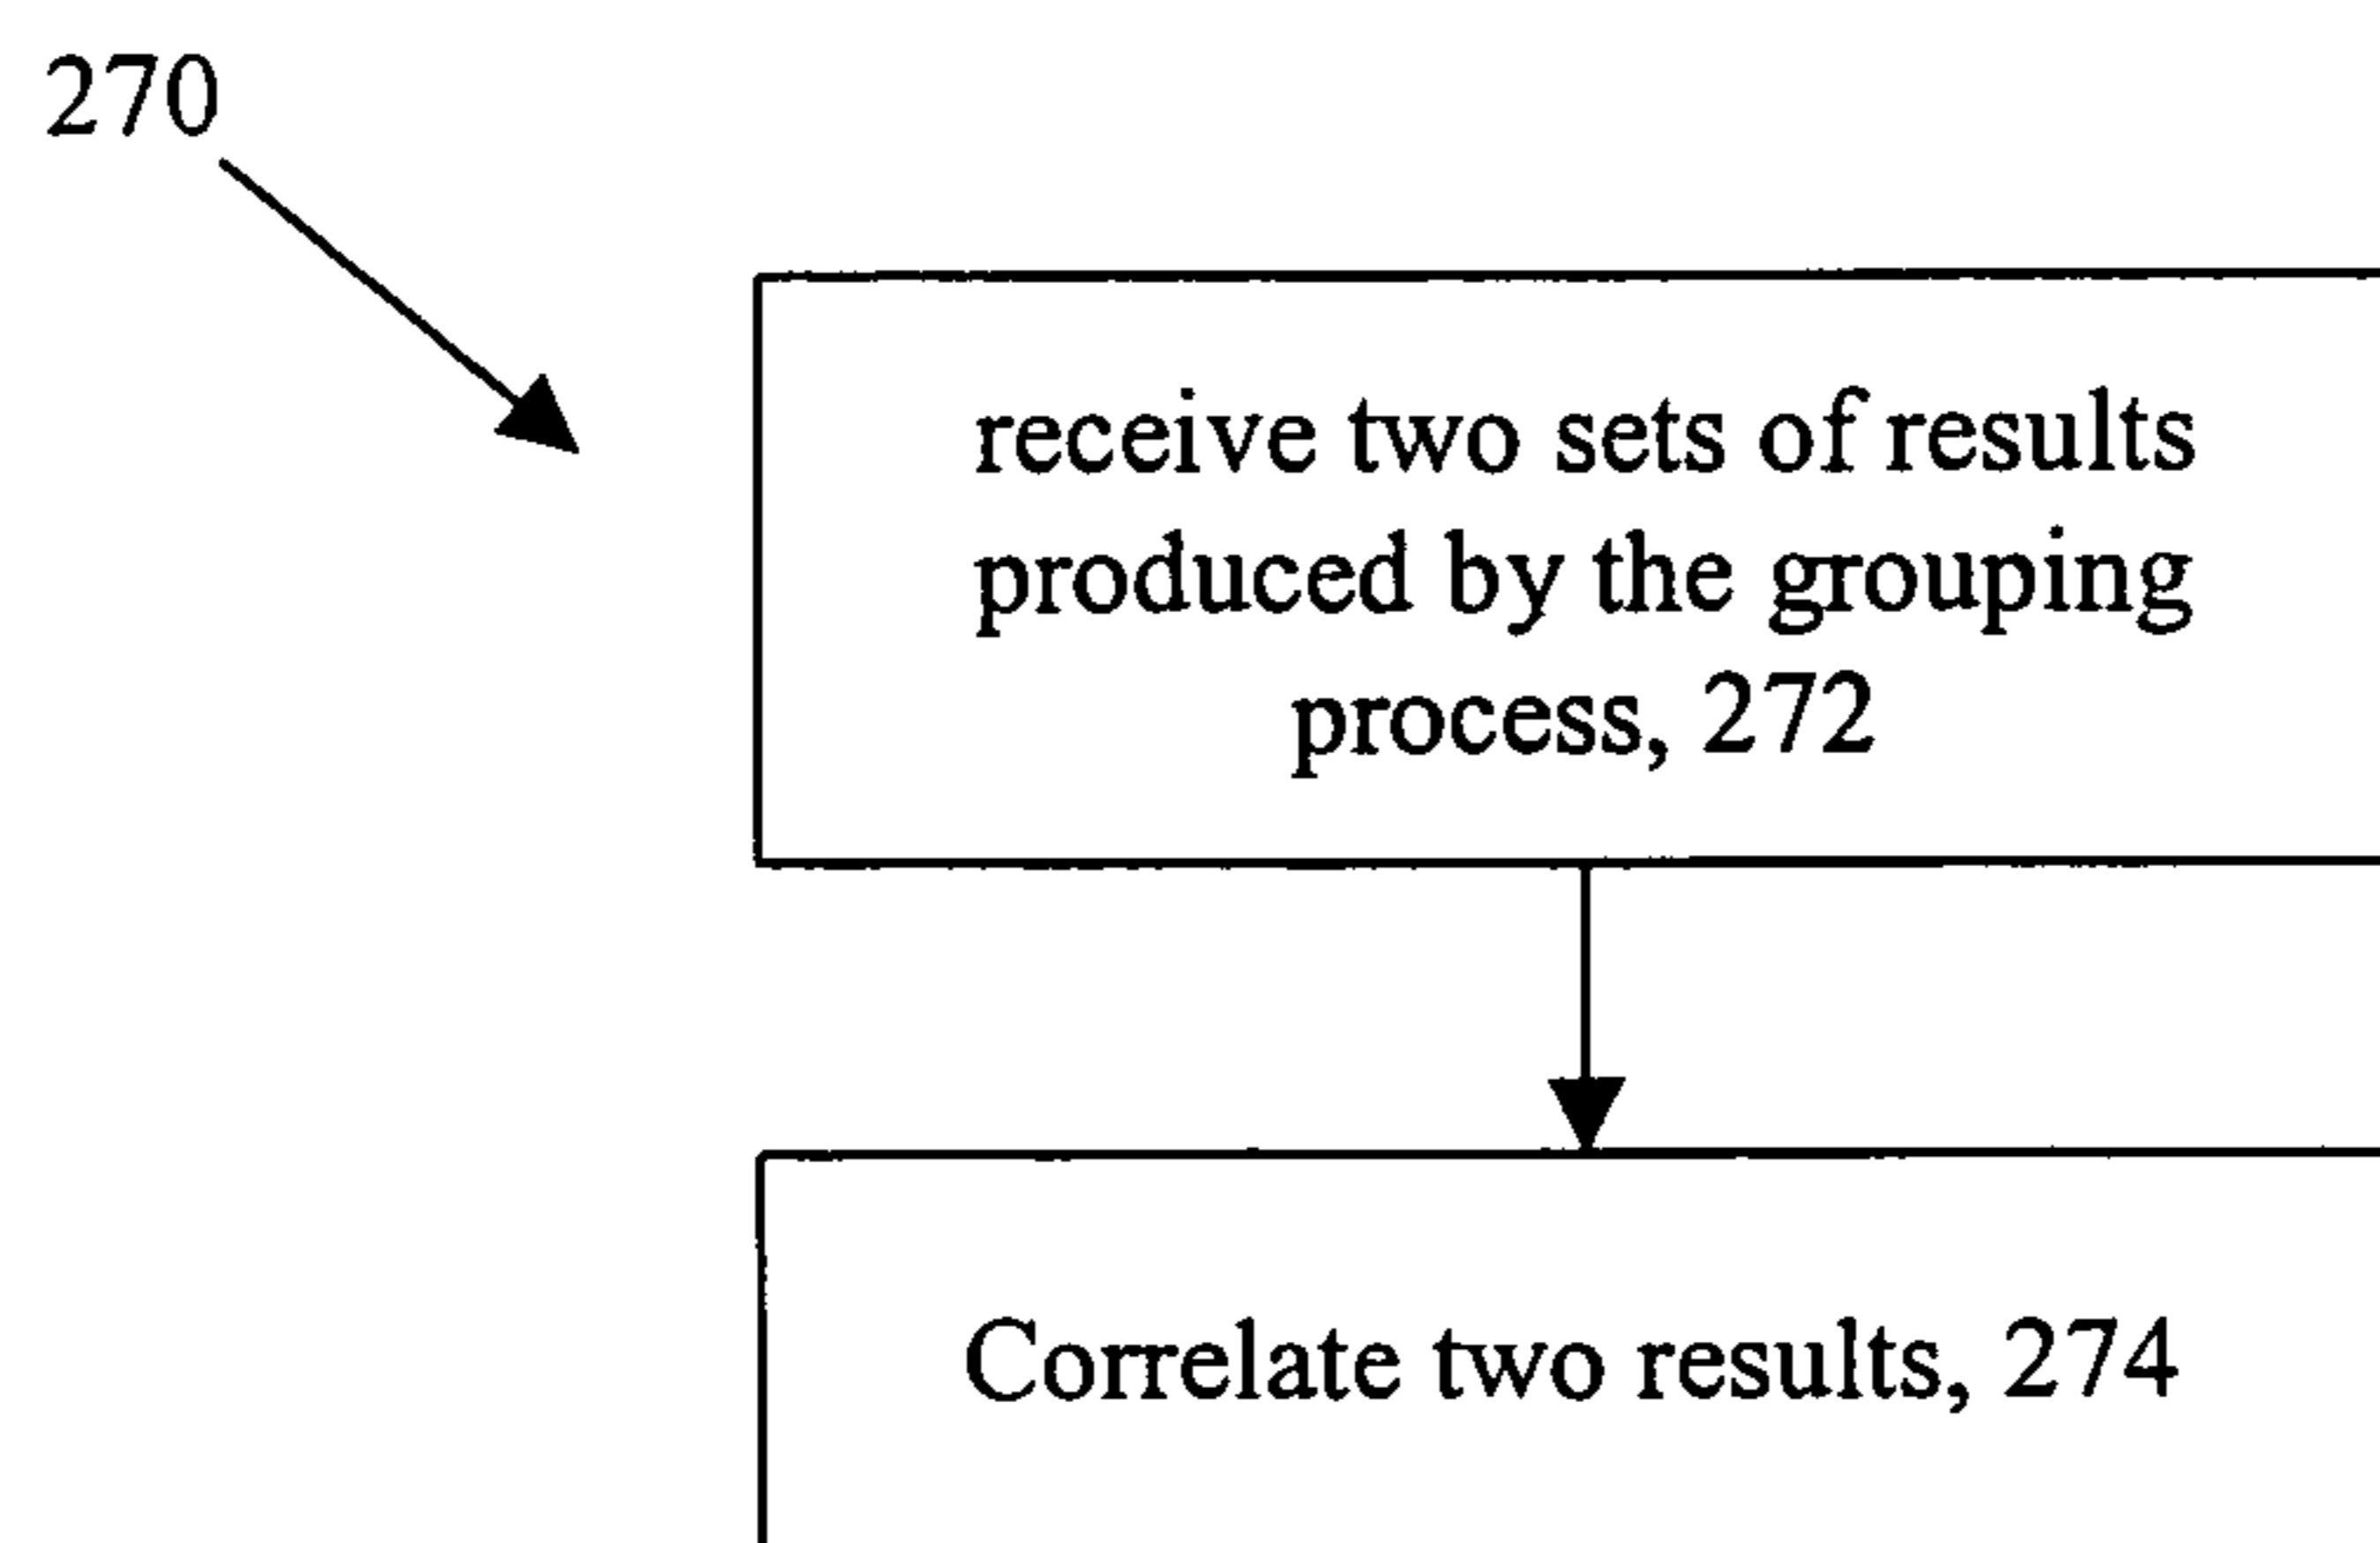 270
receive two sets of results
produced by the grouping
process, 272
Correlate two results, 274